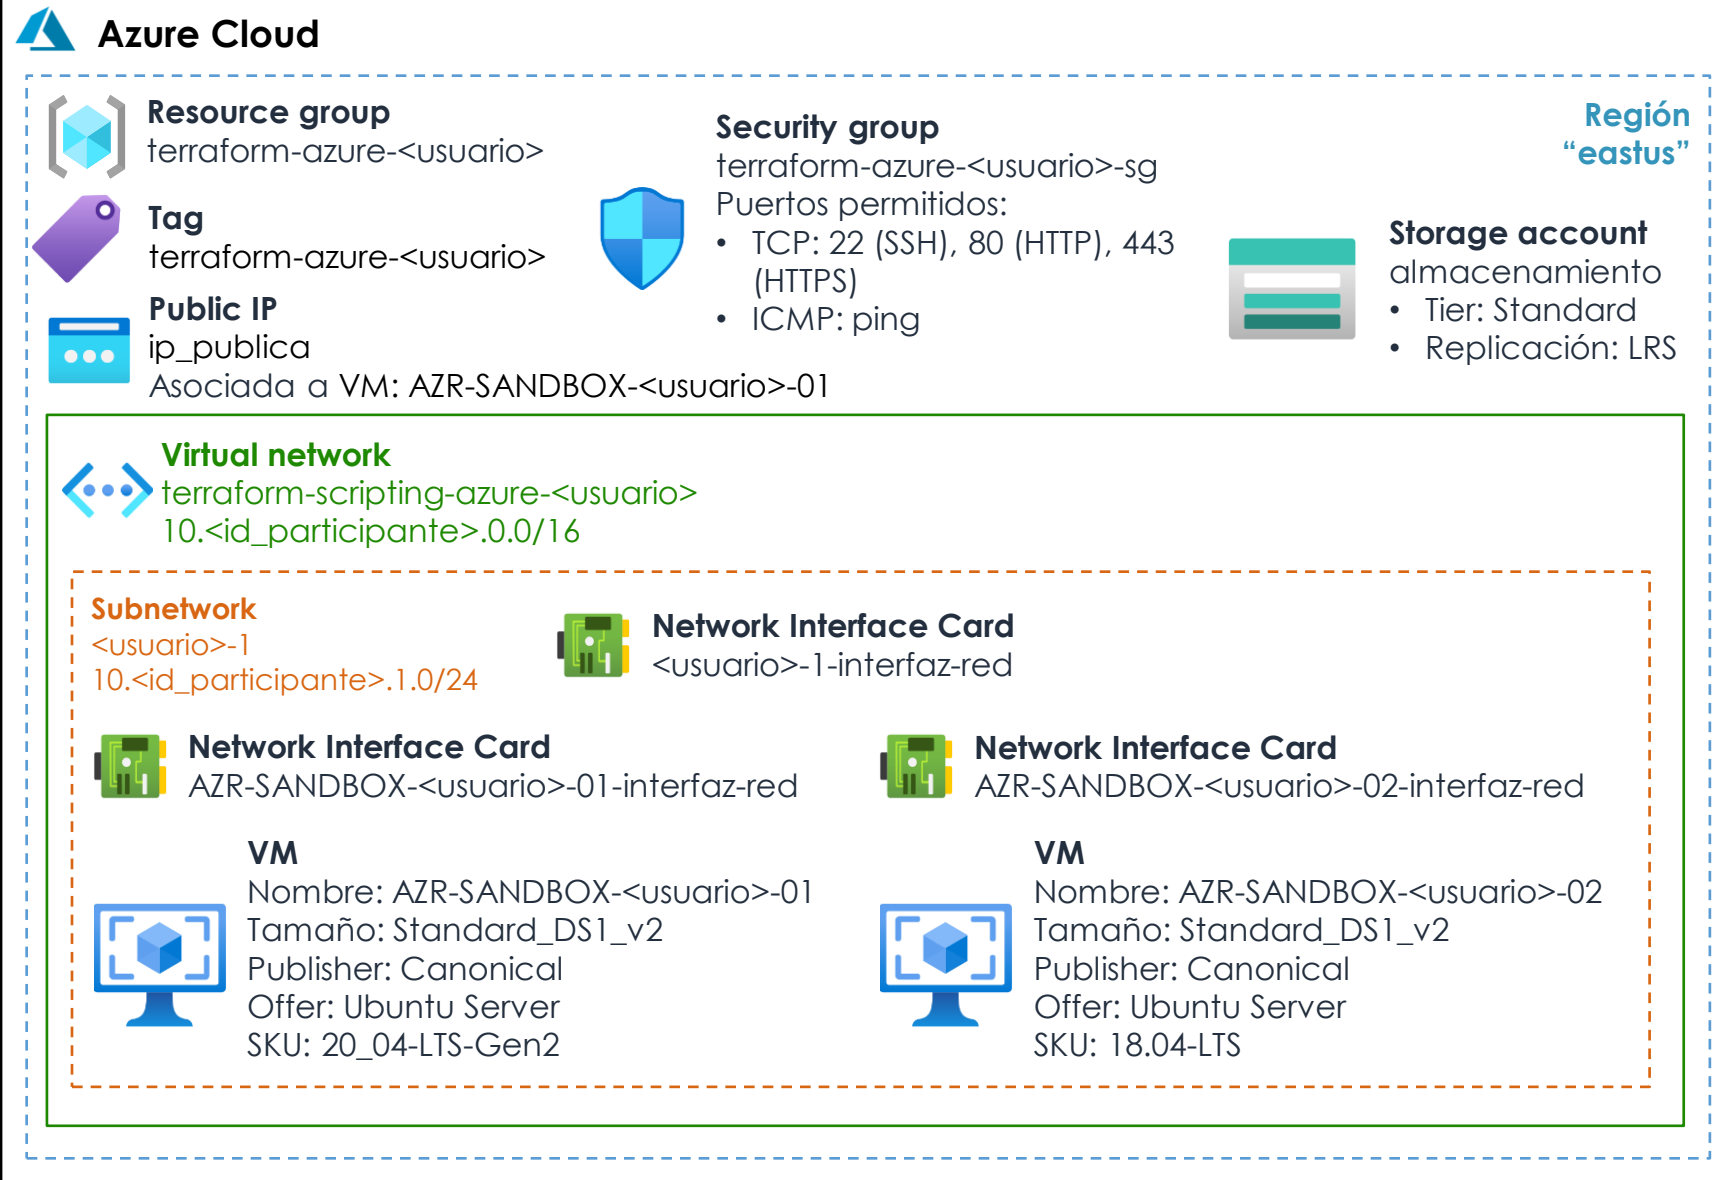 Azure Cloud
Resource group
terraform-azure-<usuario>
Tag
terraform-azure-<usuario>
Public IP
ip_publica
Asociada a VM: AZR-SANDBOX-<usuario>-01
Security group
terraform-azure-<usuario>-sg
Puertos permitidos:
• TCP: 22 (SSH), 80 (HTTP), 443
(HTTPS)
• ICMP: ping
Región
“eastus”
Storage account
almacenamiento
• Tier: Standard
• Replicación: LRS
Virtual network
terraform-scripting-azure-<usuario>
10.<id_participante>.0.0/16
Subnetwork
<usuario>-1
10.<id_participante>.1.0/24
Network Interface Card
<usuario>-1-interfaz-red
Network Interface Card
AZR-SANDBOX-<usuario>-01-interfaz-red
Network Interface Card
AZR-SANDBOX-<usuario>-02-interfaz-red
VM
Nombre: AZR-SANDBOX-<usuario>-01
Tamaño: Standard_DS1_v2
Publisher: Canonical
Offer: Ubuntu Server
SKU: 20_04-LTS-Gen2
VM
Nombre: AZR-SANDBOX-<usuario>-02
Tamaño: Standard_DS1_v2
Publisher: Canonical
Offer: Ubuntu Server
SKU: 18.04-LTS